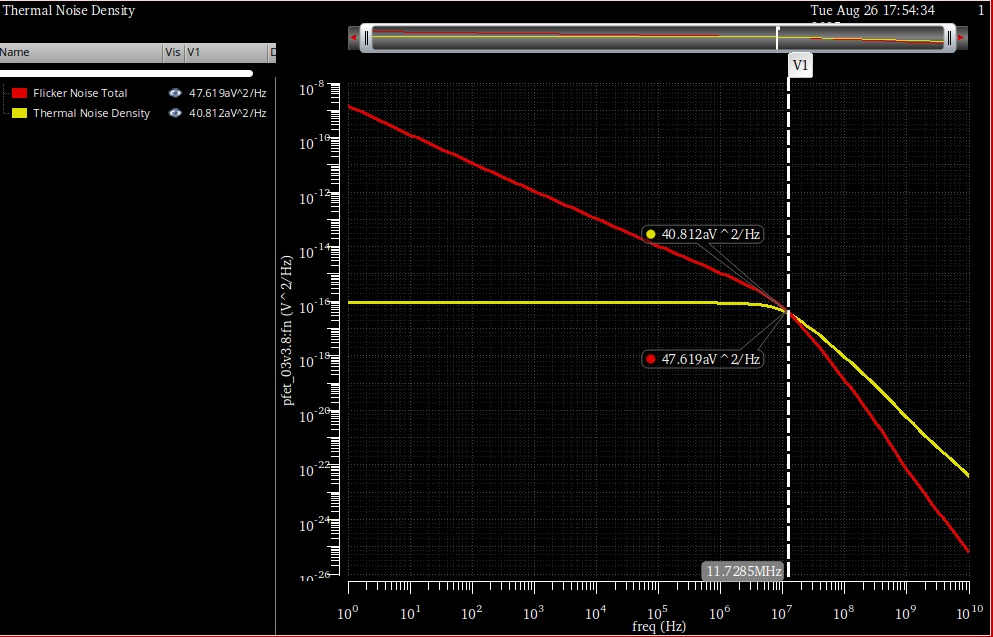 Thermal Noise Density
Tue Aug 26 17:54:34 1
Name Vis V1
V1
Flicker Noise Total 47.619aV^2/Hz
Thermal Noise Density 40.812aV^2/Hz
10^-8
10^-10
10^-12
10^-14
10^-16
10^-18
10^-20
10^-22
10^-24
10^-26
pfet_03v3.8:fn (V^2/Hz)
40.812aV^2/Hz
47.619aV^2/Hz
11.7285MHz
10^0 10^1 10^2 10^3 10^4 10^5 10^6 10^7 10^8 10^9 10^10
freq (Hz)